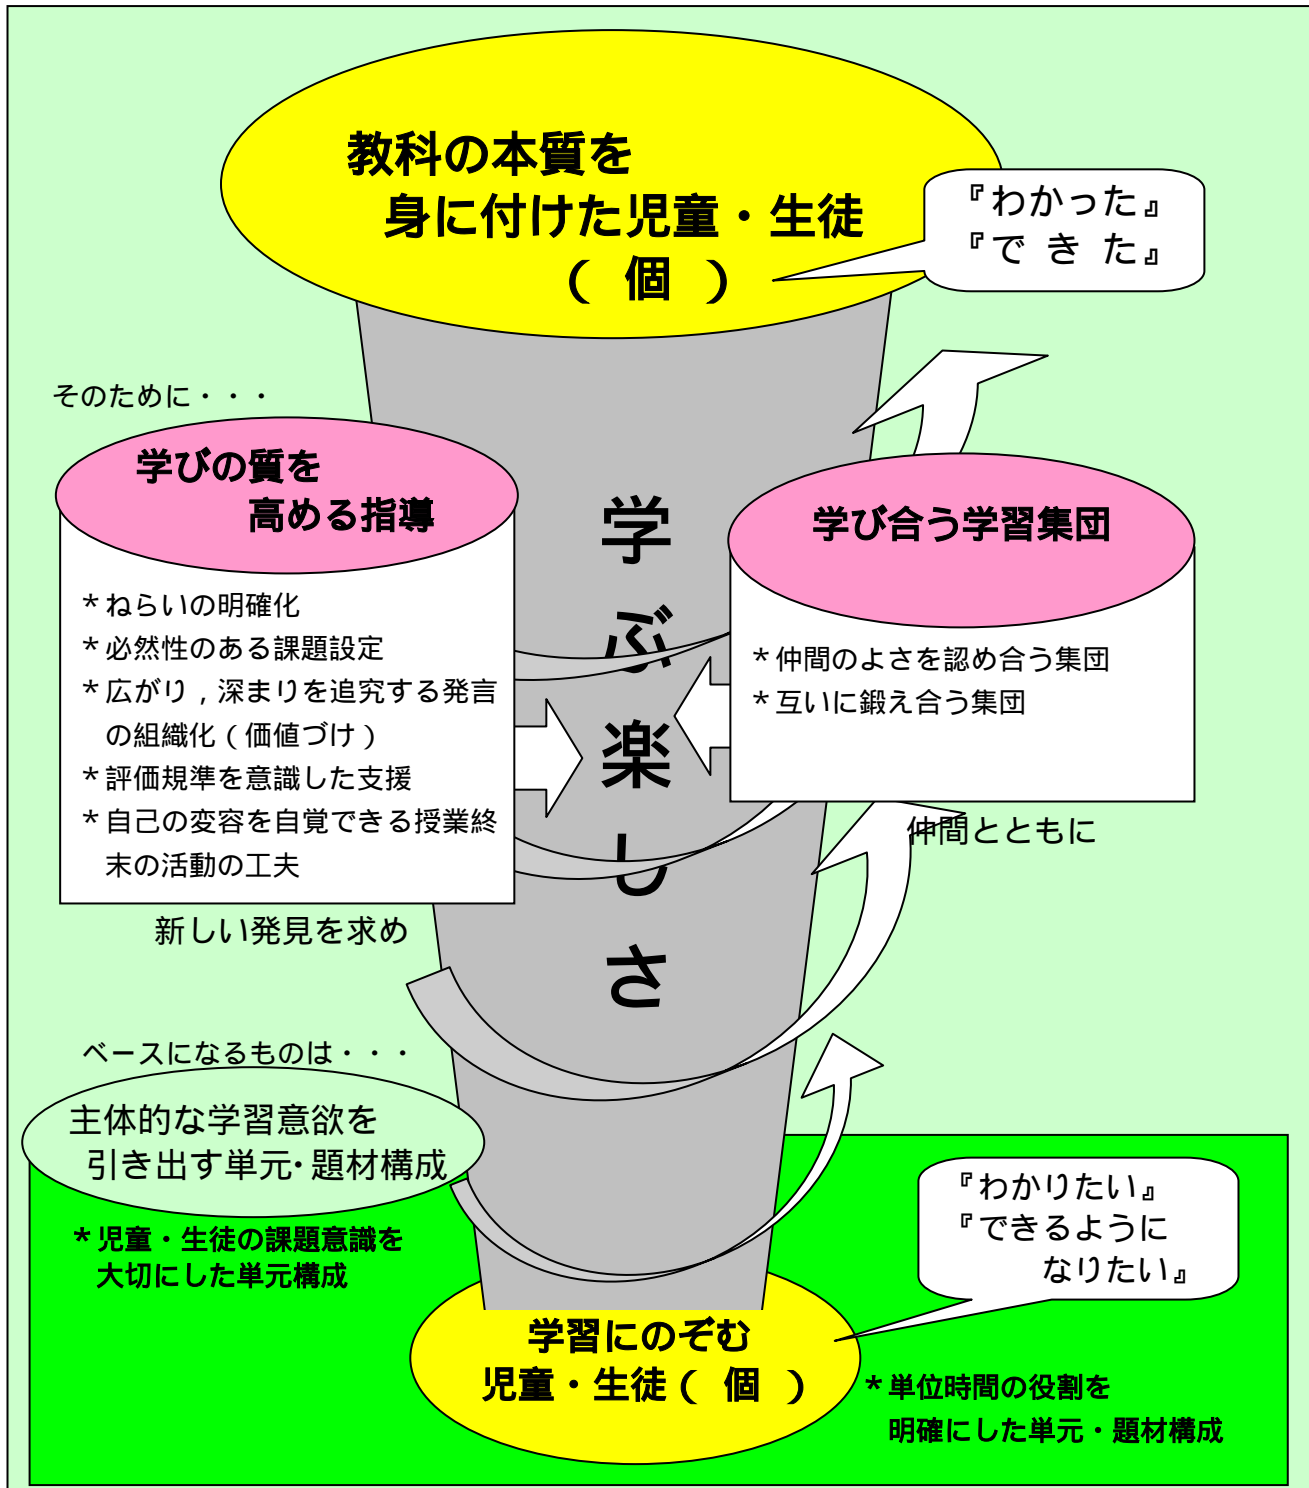 教科の本質を
身に付けた児童・生徒
( 個 )
『わかった』
『で き た』
そのために・・・
学びの質を
高める指導
*ねらいの明確化
*必然性のある課題設定
*広がり,深まりを追究する発言
の組織化(価値づけ)
*評価規準を意識した支援
*自己の変容を自覚できる授業終
末の活動の工夫
学び合う学習集団
*仲間のよさを認め合う集団
*互いに鍛え合う集団
学ぶ楽しさ
仲間とともに
新しい発見を求め
ベースになるものは・・・
主体的な学習意欲を
引き出す単元・題材構成
*児童・生徒の課題意識を
大切にした単元構成
『わかりたい』
『できるように
なりたい』
学習にのぞむ
児童・生徒( 個 )
*単位時間の役割を
明確にした単元・題材構成